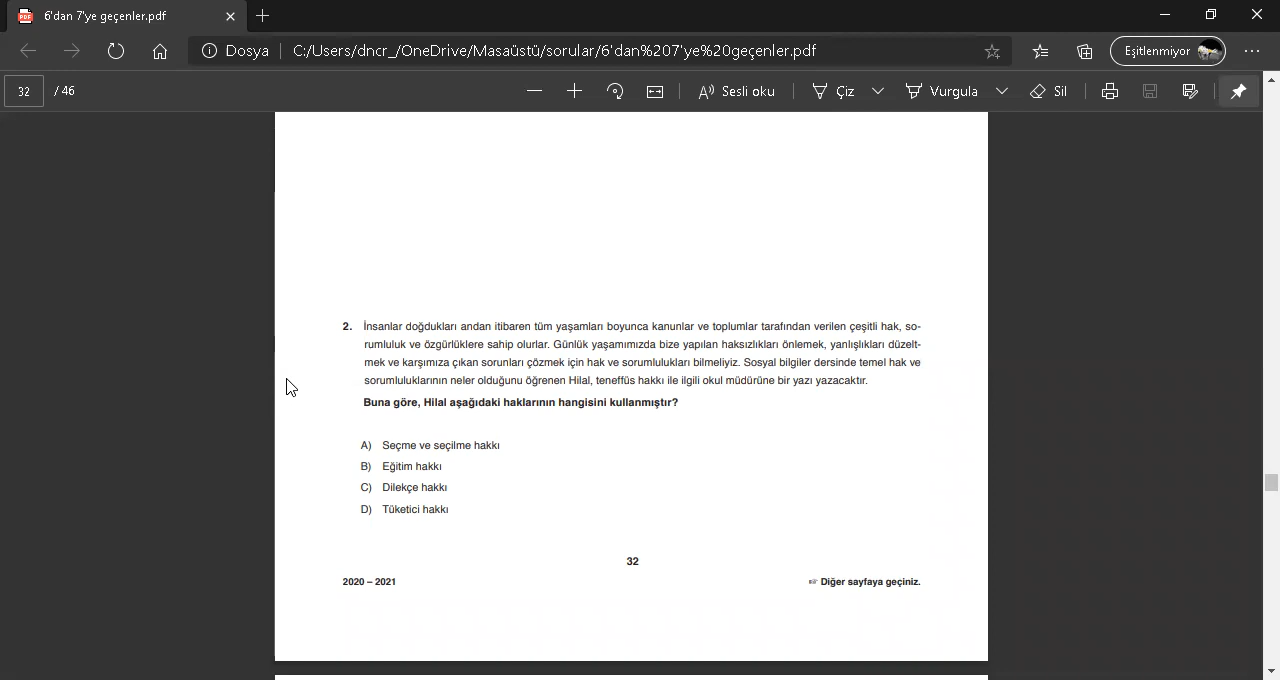 6'dan 7'ye geçenler.pdf
Dosya C:/Users/dncr_/OneDrive/Masaüstü/sorular/6'dan%207'ye%20geçenler.pdf Eşitlenmiyor
32 / 46 Sesli oku Çiz Vurgula Sil
2. İnsanlar doğdukları andan itibaren tüm yaşamları boyunca kanunlar ve toplumlar tarafından verilen çeşitli hak, so-
rumluluk ve özgürlüklere sahip olurlar. Günlük yaşamımızda bize yapılan haksızlıkları önlemek, yanlışlıkları düzelt-
mek ve karşımıza çıkan sorunları çözmek için hak ve sorumlulukları bilmeliyiz. Sosyal bilgiler dersinde temel hak ve
sorumluluklarının neler olduğunu öğrenen Hilal, teneffüs hakkı ile ilgili okul müdürüne bir yazı yazacaktır.
Buna göre, Hilal aşağıdaki haklarının hangisini kullanmıştır?
A) Seçme ve seçilme hakkı
B) Eğitim hakkı
C) Dilekçe hakkı
D) Tüketici hakkı
32
2020 – 2021 ☞ Diğer sayfaya geçiniz.